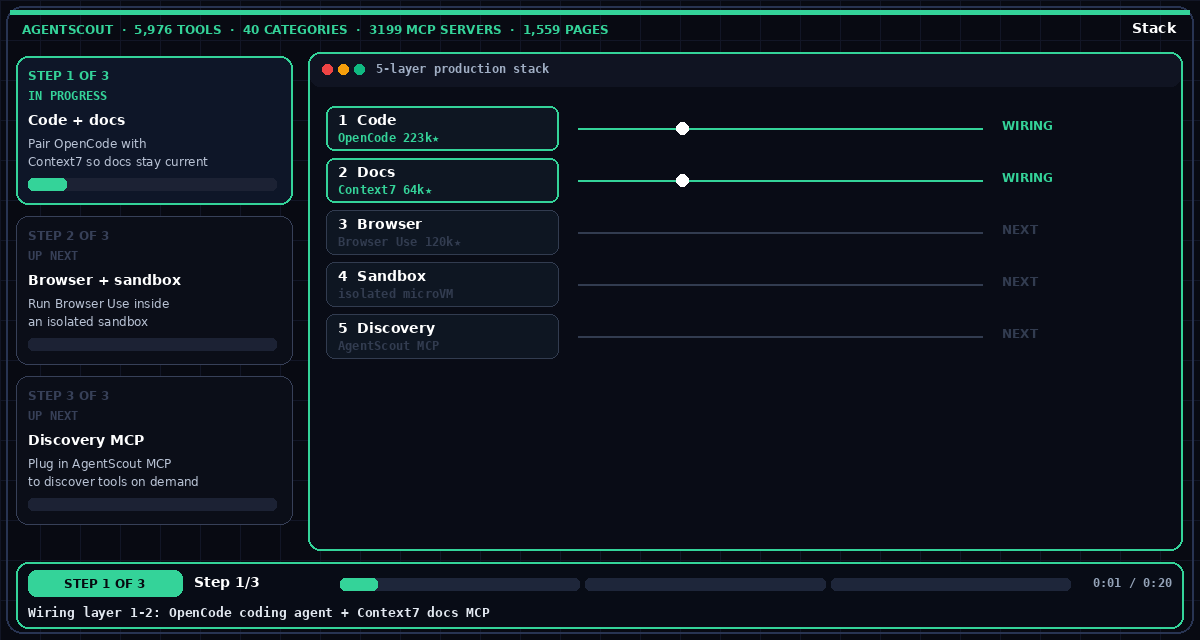 AGENTSCOUT · 5,976 TOOLS · 40 CATEGORIES · 3199 MCP SERVERS · 1,559 PAGES
Stack
STEP 1 OF 3
IN PROGRESS
Code + docs
Pair OpenCode with
Context7 so docs stay current
STEP 2 OF 3
UP NEXT
Browser + sandbox
Run Browser Use inside
an isolated sandbox
STEP 3 OF 3
UP NEXT
Discovery MCP
Plug in AgentScout MCP
to discover tools on demand
5-layer production stack
1 Code
OpenCode 223k★
WIRING
2 Docs
Context7 64k★
WIRING
3 Browser
Browser Use 120k★
NEXT
4 Sandbox
isolated microVM
NEXT
5 Discovery
AgentScout MCP
NEXT
STEP 1 OF 3
Step 1/3
0:01 / 0:20
Wiring layer 1-2: OpenCode coding agent + Context7 docs MCP